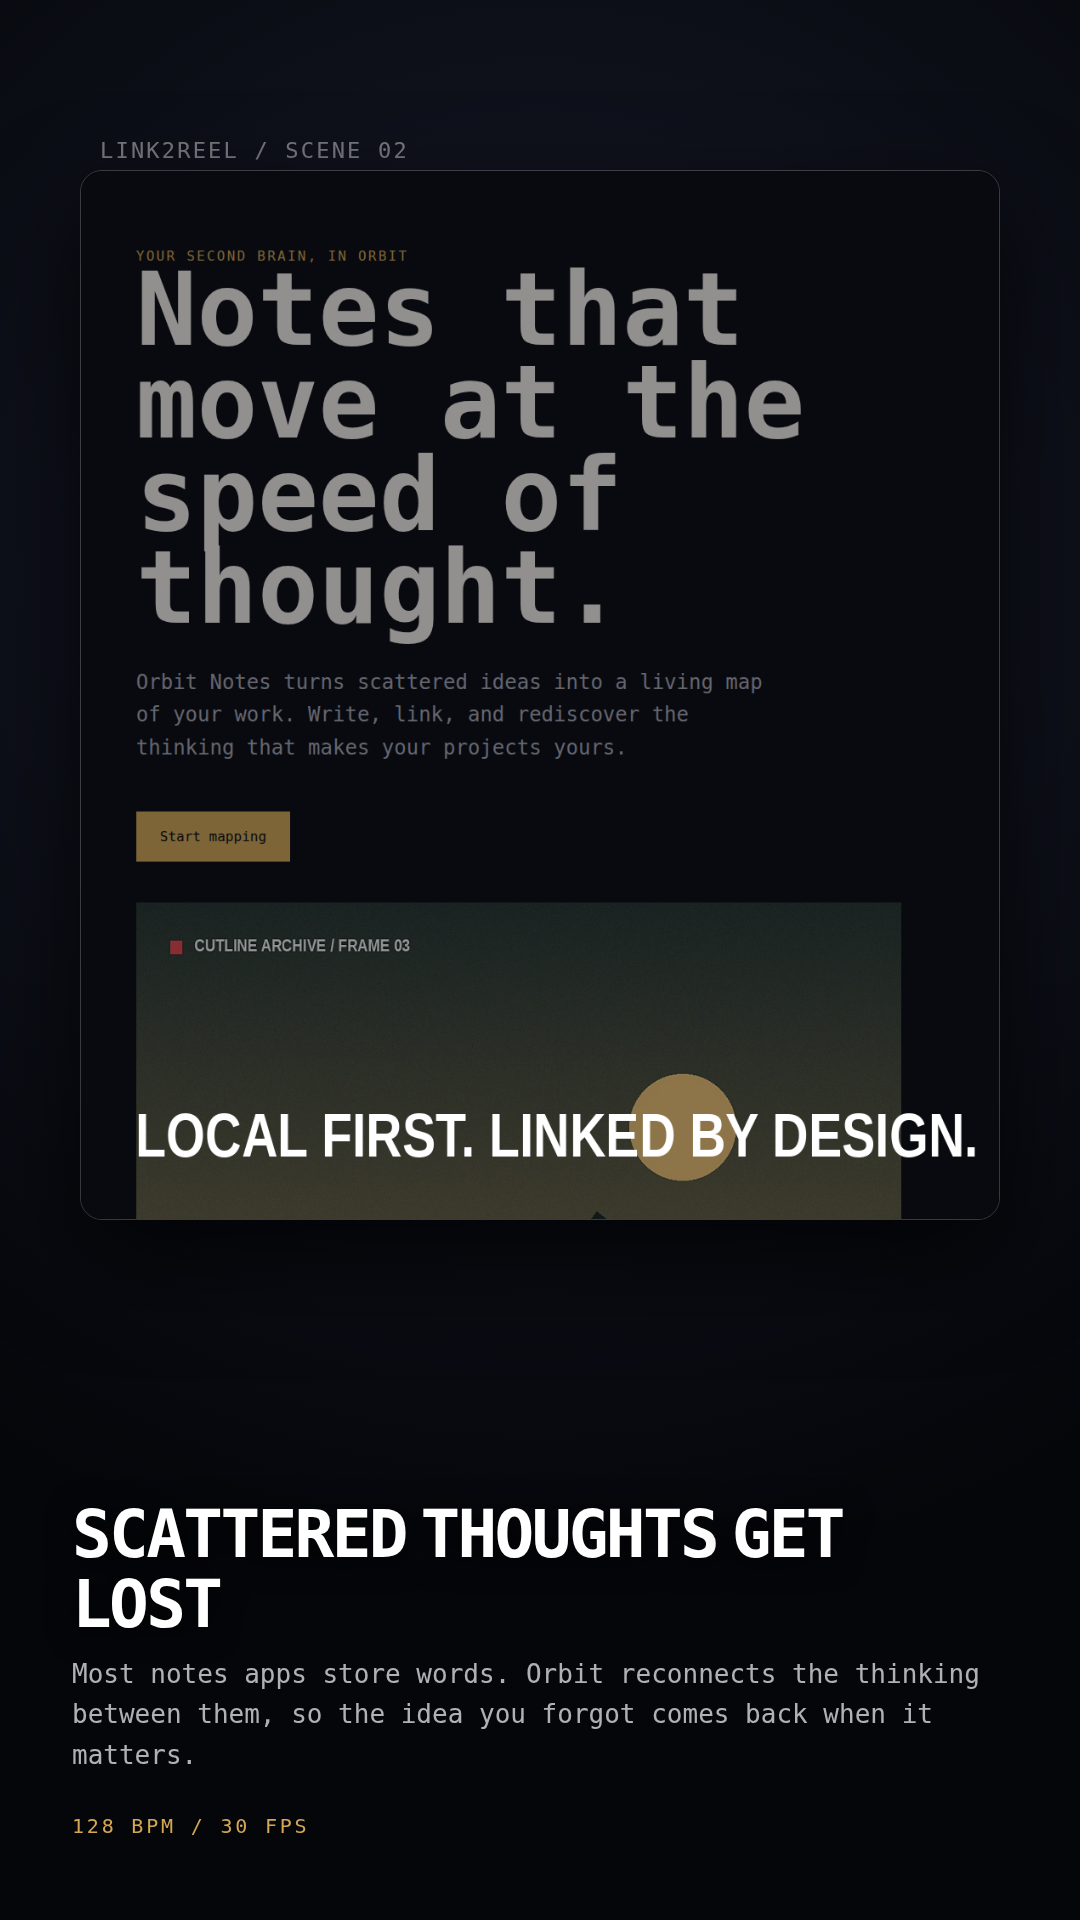 LINK2REEL / SCENE 02
YOUR SECOND BRAIN, IN ORBIT
Notes that
move at the
speed of
thought.
Orbit Notes turns scattered ideas into a living map
of your work. Write, link, and rediscover the
thinking that makes your projects yours.
Start mapping
CUTLINE ARCHIVE / FRAME 03
LOCAL FIRST. LINKED BY DESIGN.
SCATTERED THOUGHTS GET
LOST
Most notes apps store words. Orbit reconnects the thinking
between them, so the idea you forgot comes back when it
matters.
128 BPM / 30 FPS